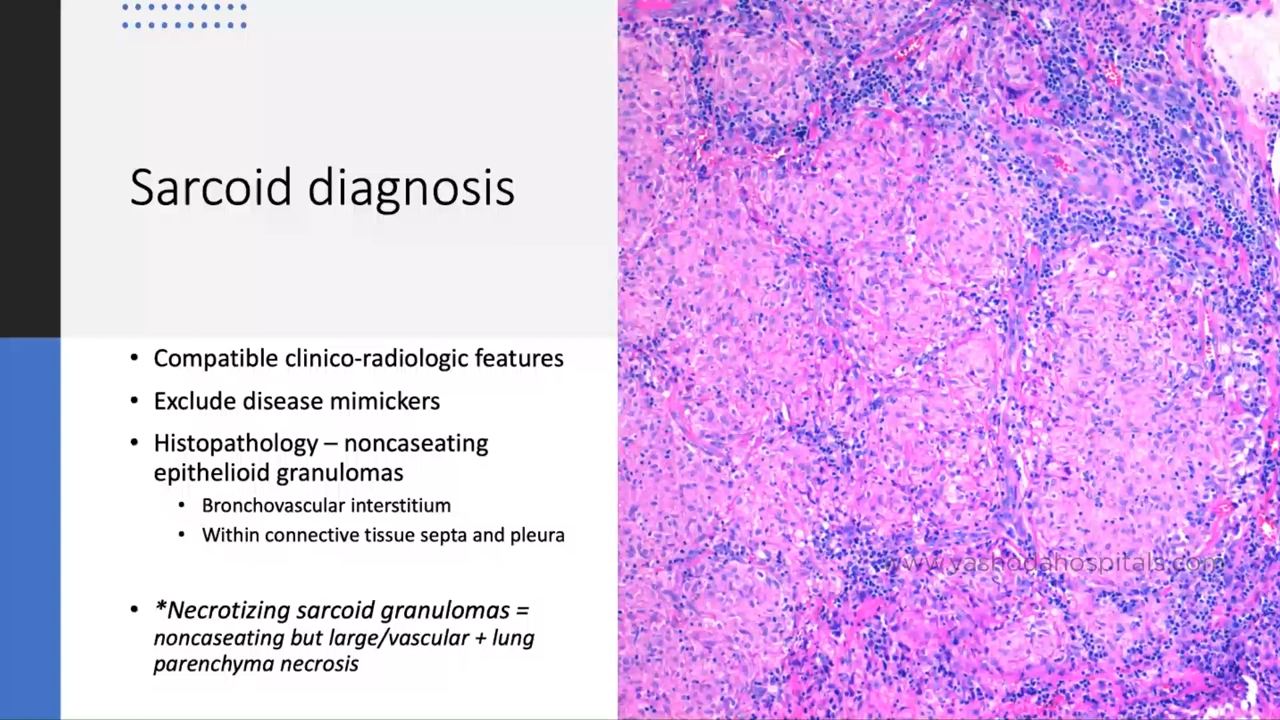 Sarcoid diagnosis
• Compatible clinico-radiologic features
• Exclude disease mimickers
• Histopathology – noncaseating
epithelioid granulomas
• Bronchovascular interstitium
• Within connective tissue septa and pleura
• *Necrotizing sarcoid granulomas =
noncaseating but large/vascular + lung
parenchyma necrosis
www.yashodahospitals.com